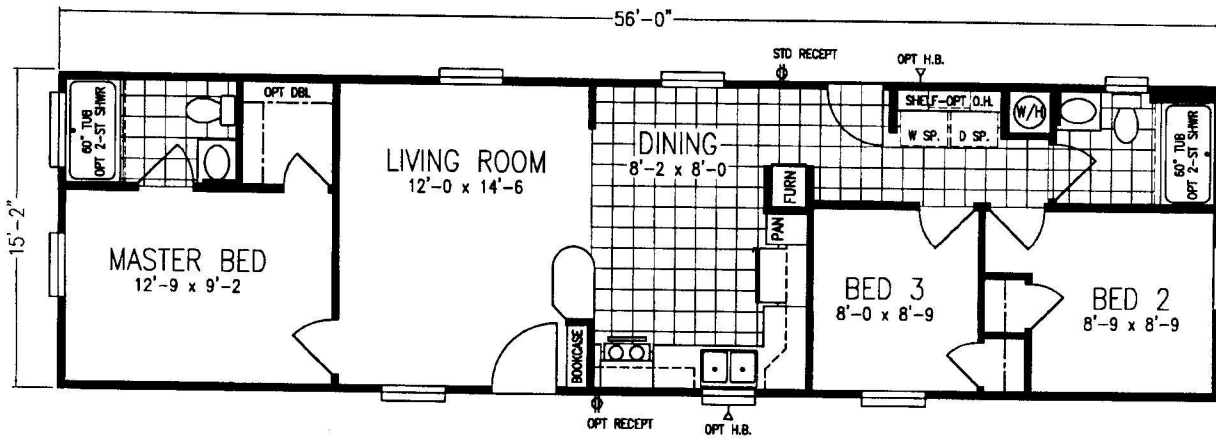 56'-0"
STD RECEPT
OPT H.B.
15'-2"
60" TUB
OPT 2-ST SHWR
OPT DBL
LIVING ROOM
12'-0 x 14'-6
DINING
8'-2 x 8'-0
SHELF-OPT O.H.
W SP.
D SP.
W/H
60" TUB
OPT 2-ST SHWR
FURN
PAN
MASTER BED
12'-9 x 9'-2
BED 3
8'-0 x 8'-9
BED 2
8'-9 x 8'-9
BOOKCASE
OPT RECEPT
OPT H.B.